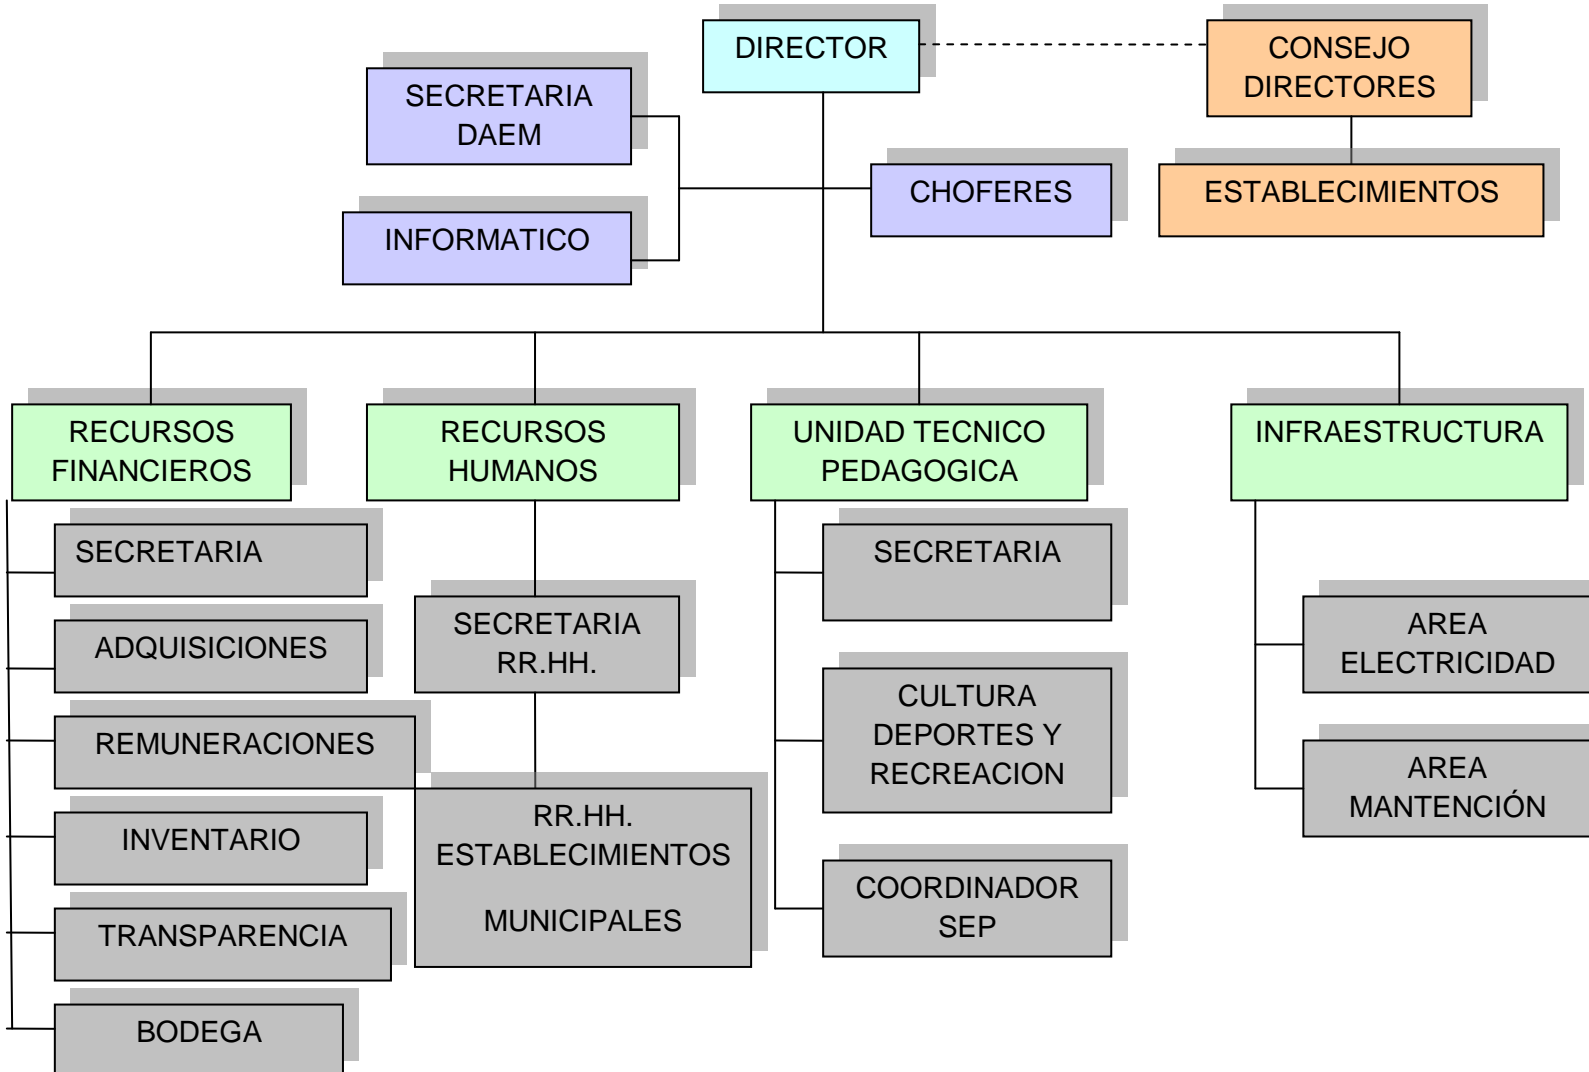 DIRECTOR
CONSEJO
DIRECTORES
SECRETARIA
DAEM
CHOFERES
ESTABLECIMIENTOS
INFORMATICO
RECURSOS
FINANCIEROS
RECURSOS
HUMANOS
UNIDAD TECNICO
PEDAGOGICA
INFRAESTRUCTURA
SECRETARIA
ADQUISICIONES
REMUNERACIONES
INVENTARIO
TRANSPARENCIA
BODEGA
SECRETARIA
RR.HH.
RR.HH.
ESTABLECIMIENTOS
MUNICIPALES
SECRETARIA
CULTURA
DEPORTES Y
RECREACION
COORDINADOR
SEP
AREA
ELECTRICIDAD
AREA
MANTENCIÓN